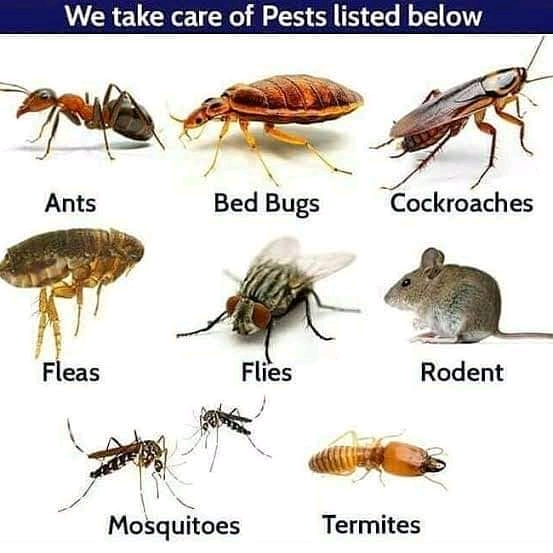 We take care of Pests listed below
Ants
Bed Bugs
Cockroaches
Fleas
Flies
Rodent
Mosquitoes
Termites